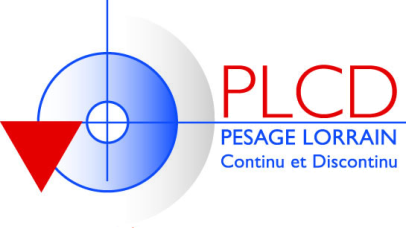 PLCD
PESAGE LORRAIN
Continu et Discontinu